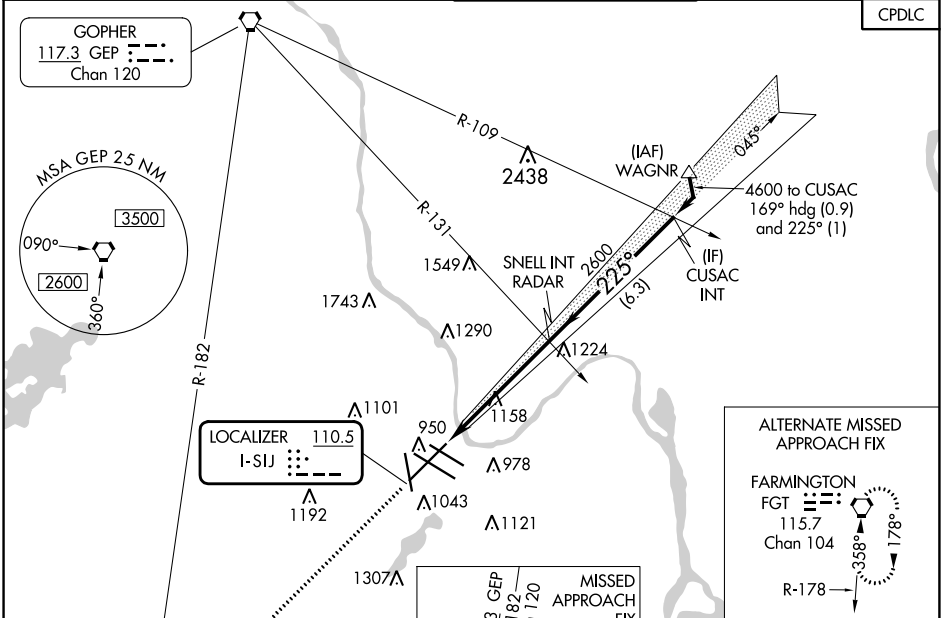 CPDLC
GOPHER
117.3 GEP
Chan 120
R-109
2438
(IAF)
WAGNR
045°
4600 to CUSAC
169° hdg (0.9)
and 225° (1)
MSA GEP 25 NM
3500
090°
2600
360°
R-131
1549
SNELL INT
RADAR
2600
225°
(6.3)
(IF)
CUSAC
INT
1743
1290
1224
R-182
1101
1158
950
LOCALIZER 110.5
I-SIJ
978
1192
1043
1121
1307
ALTERNATE MISSED
APPROACH FIX
FARMINGTON
FGT
115.7
Chan 104
358°
178°
R-178
GEP
182
120
MISSED
APPROACH